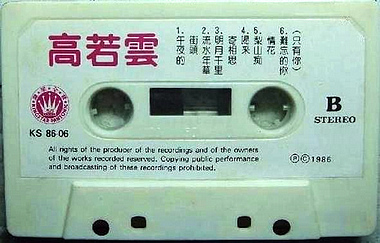 高若雲
1.午夜的
街頭
2.流水年華
3.明月千里
寄相思
4.喝采
5.梨山痴
情花
6.難忘的你
(只有你)
KS 86-06
B
STEREO
All rights of the producer of the recordings and of the owners
of the works recorded reserved. Copying public performance
and broadcasting of these recordings prohibited.
ⓅⒸ1986